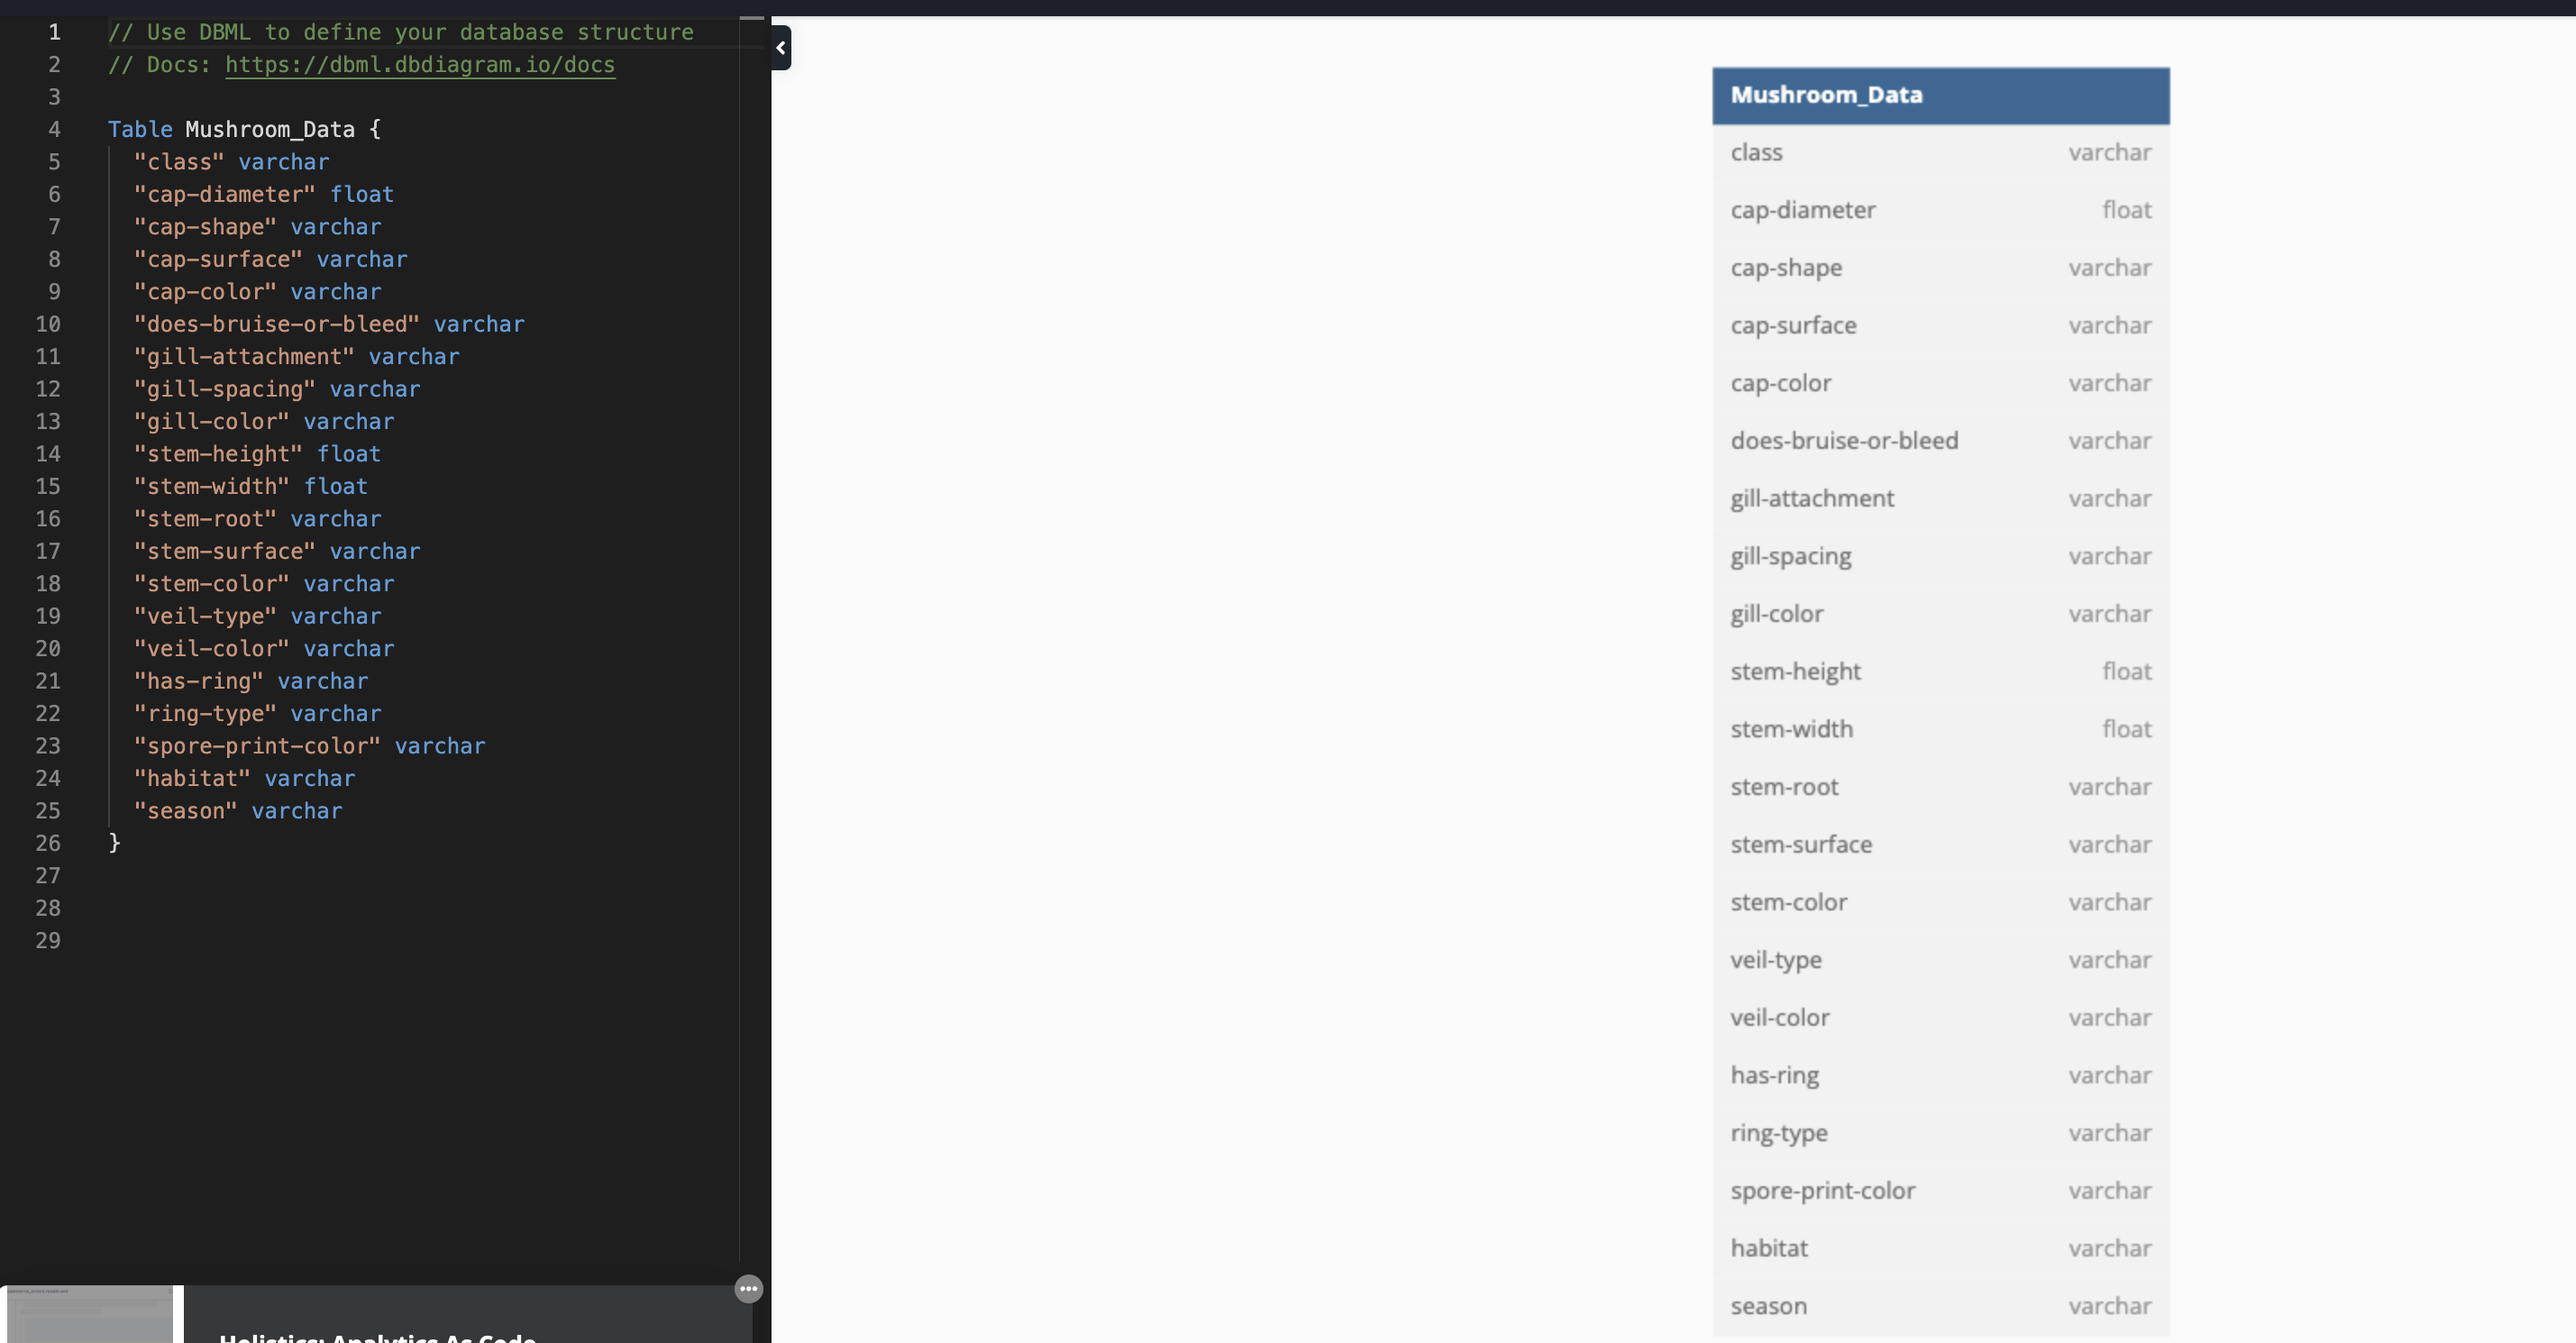 1 // Use DBML to define your database structure
2 // Docs: https://dbml.dbdiagram.io/docs
3
4 Table Mushroom_Data {
5 "class" varchar
6 "cap-diameter" float
7 "cap-shape" varchar
8 "cap-surface" varchar
9 "cap-color" varchar
10 "does-bruise-or-bleed" varchar
11 "gill-attachment" varchar
12 "gill-spacing" varchar
13 "gill-color" varchar
14 "stem-height" float
15 "stem-width" float
16 "stem-root" varchar
17 "stem-surface" varchar
18 "stem-color" varchar
19 "veil-type" varchar
20 "veil-color" varchar
21 "has-ring" varchar
22 "ring-type" varchar
23 "spore-print-color" varchar
24 "habitat" varchar
25 "season" varchar
26 }
27
28
29
Holistics: Analytics As Code
Mushroom_Data
class varchar
cap-diameter float
cap-shape varchar
cap-surface varchar
cap-color varchar
does-bruise-or-bleed varchar
gill-attachment varchar
gill-spacing varchar
gill-color varchar
stem-height float
stem-width float
stem-root varchar
stem-surface varchar
stem-color varchar
veil-type varchar
veil-color varchar
has-ring varchar
ring-type varchar
spore-print-color varchar
habitat varchar
season varchar